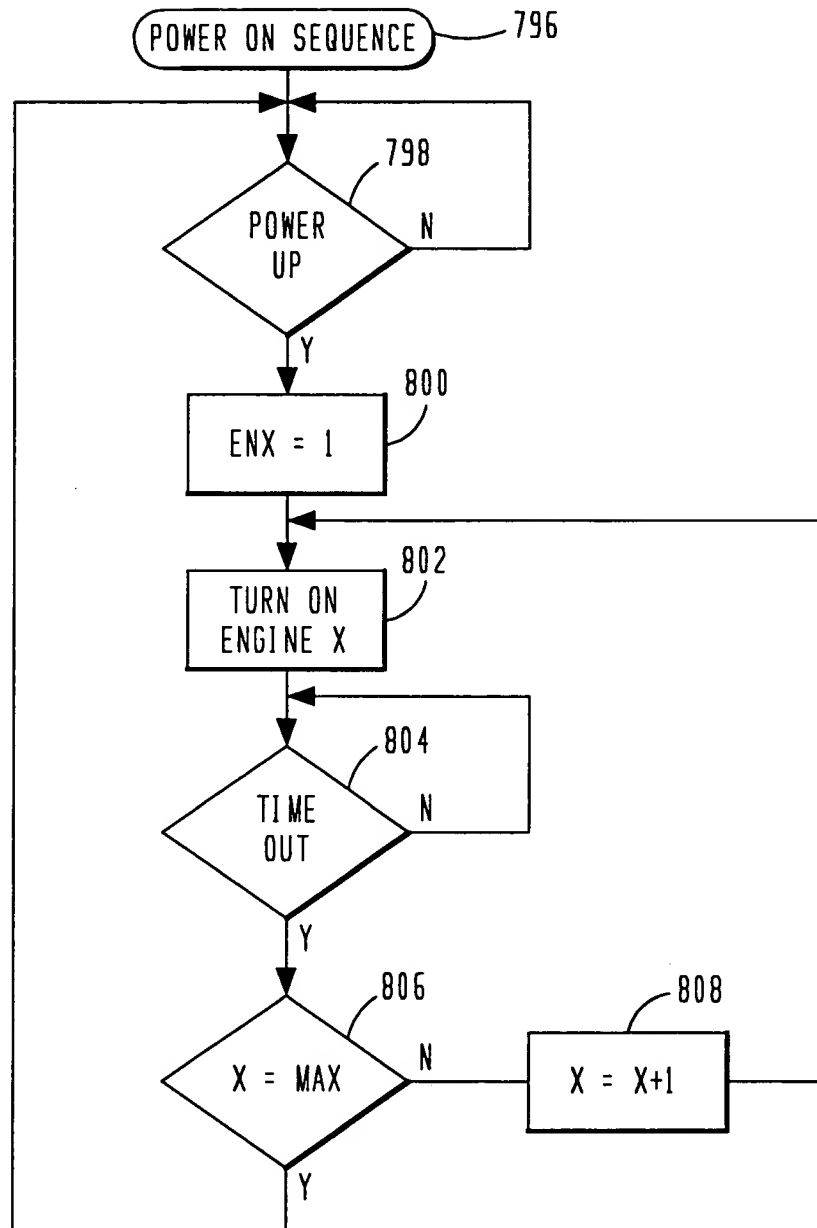 POWER ON SEQUENCE
796
798
POWER
UP
N
Y
800
ENX = 1
802
TURN ON
ENGINE X
804
TIME
OUT
N
Y
806
X = MAX
N
808
X = X+1
Y